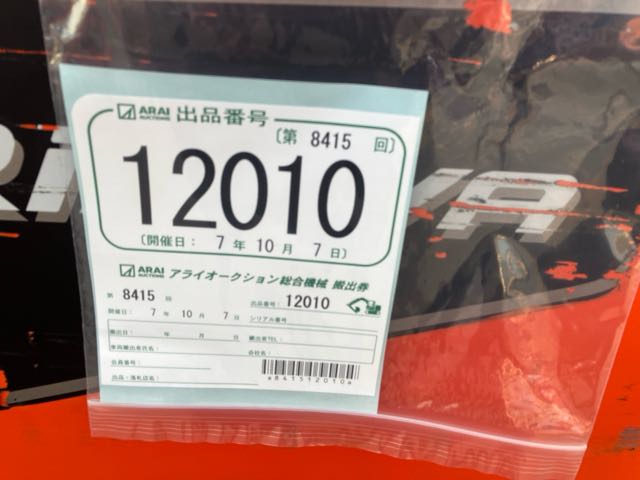 ARAI
AUCTIONS
出品番号
〔第 8415 回〕
12010
〔開催日： 7 年 10 月 7 日〕
ARAI
AUCTIONS
アライオークション総合機械 搬出券
第 8415 回
出品番号： 12010
開催日： 7 年 10 月 7 日
シリアル番号
搬出日： 年 月 日
搬出者TEL：
車両搬出者氏名：
会社名：
会員番号：
出品・落札店名：
a841512010a